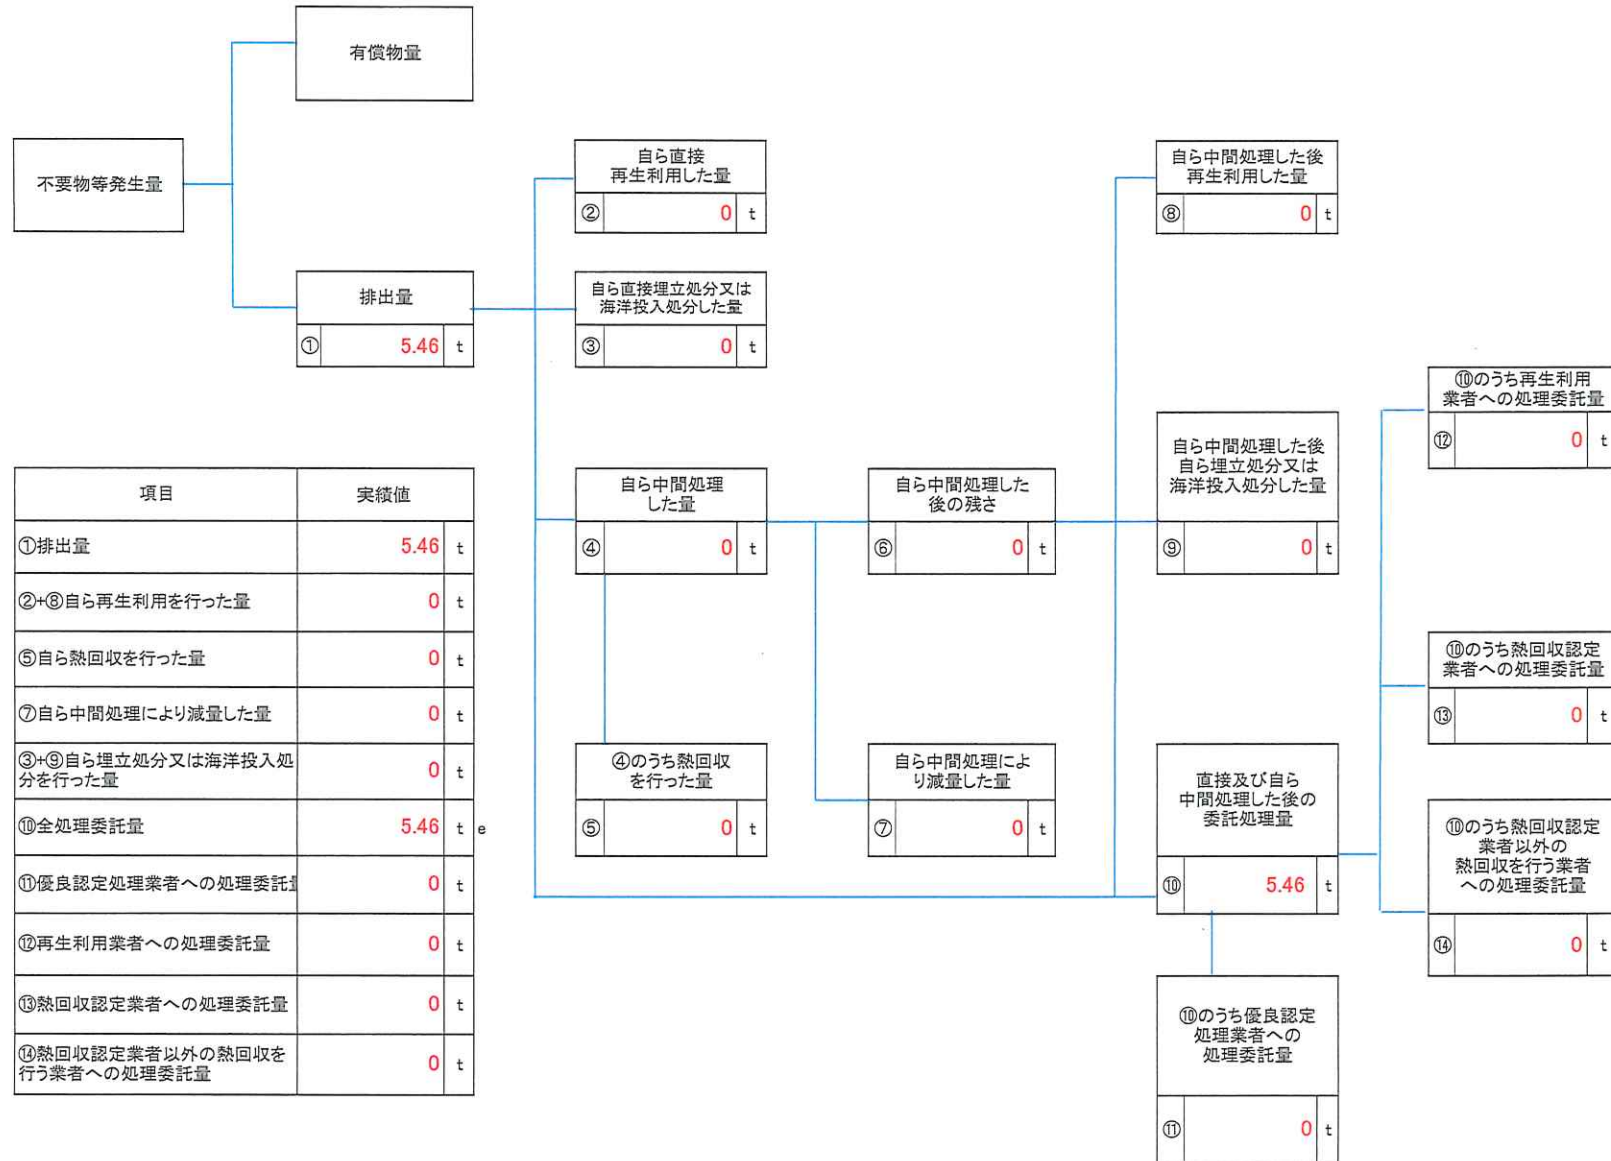 有償物量
不要物等発生量
排出量
① 5.46 t
自ら直接
再生利用した量
② 0 t
自ら直接埋立処分又は
海洋投入処分した量
③ 0 t
自ら中間処理
した量
④ 0 t
④のうち熱回収
を行った量
⑤ 0 t
自ら中間処理した
後の残さ
⑥ 0 t
自ら中間処理によ
り減量した量
⑦ 0 t
自ら中間処理した後
再生利用した量
⑧ 0 t
自ら中間処理した後
自ら埋立処分又は
海洋投入処分した量
⑨ 0 t
直接及び自ら
中間処理した後の
委託処理量
⑩ 5.46 t
⑩のうち優良認定
処理業者への
処理委託量
⑪ 0 t
⑩のうち再生利用
業者への処理委託量
⑫ 0 t
⑩のうち熱回収認定
業者への処理委託量
⑬ 0 t
⑩のうち熱回収認定
業者以外の
熱回収を行う業者
への処理委託量
⑭ 0 t
項目 実績値
①排出量 5.46 t
②+⑧自ら再生利用を行った量 0 t
⑤自ら熱回収を行った量 0 t
⑦自ら中間処理により減量した量 0 t
③+⑨自ら埋立処分又は海洋投入処
分を行った量 0 t
⑩全処理委託量 5.46 t e
⑪優良認定処理業者への処理委託 0 t
⑫再生利用業者への処理委託量 0 t
⑬熱回収認定業者への処理委託量 0 t
⑭熱回収認定業者以外の熱回収を
行う業者への処理委託量 0 t